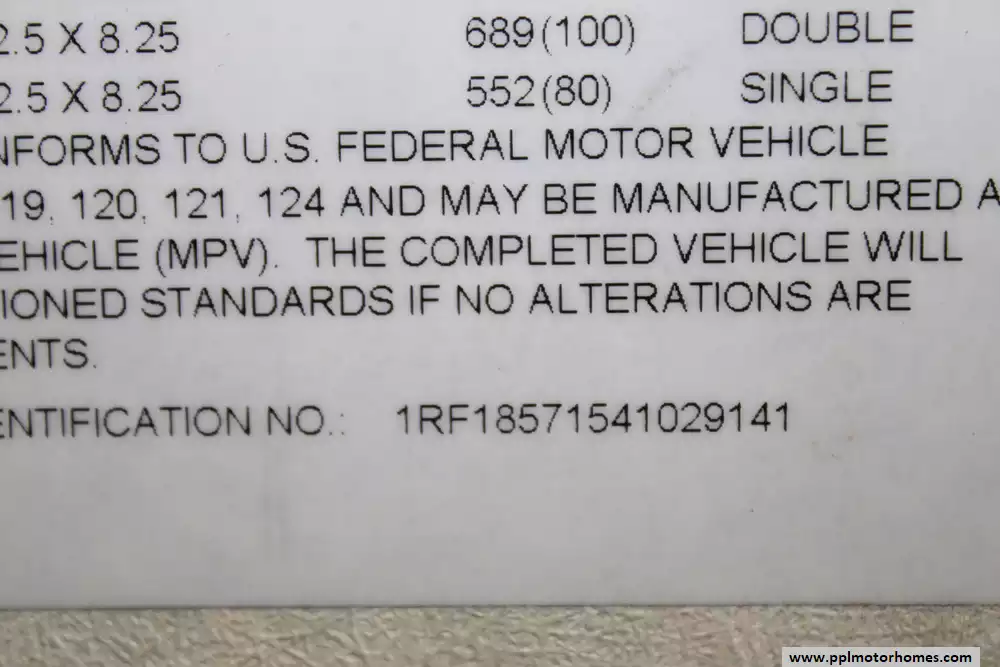 2.5 X 8.25 689(100) DOUBLE
2.5 X 8.25 552(80) SINGLE
NFORMS TO U.S. FEDERAL MOTOR VEHICLE
19, 120, 121, 124 AND MAY BE MANUFACTURED A
EHICLE (MPV). THE COMPLETED VEHICLE WILL
IONED STANDARDS IF NO ALTERATIONS ARE
ENTS.
ENTIFICATION NO.: 1RF18571541029141
www.pplmotorhomes.com